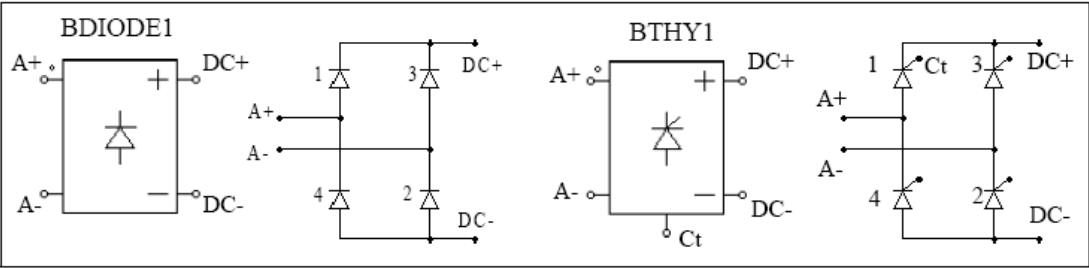 BDIODE1
A+
DC+
+
A-
−
DC-
1
3
DC+
A+
A-
4
2
DC-
BTHY1
A+
DC+
+
A-
−
DC-
Ct
1
Ct
3
DC+
A+
A-
4
2
DC-